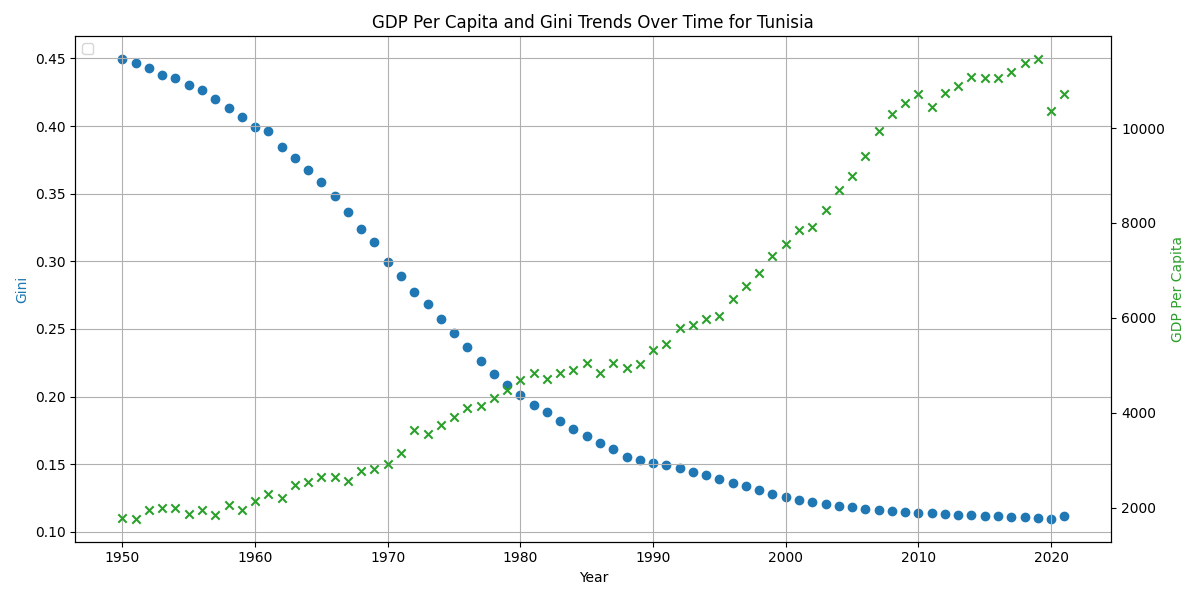 GDP Per Capita and Gini Trends Over Time for Tunisia
0.45
0.40
0.35
0.30
0.25
0.20
0.15
0.10
Gini
10000
8000
6000
4000
2000
GDP Per Capita
1950 1960 1970 1980 1990 2000 2010 2020
Year